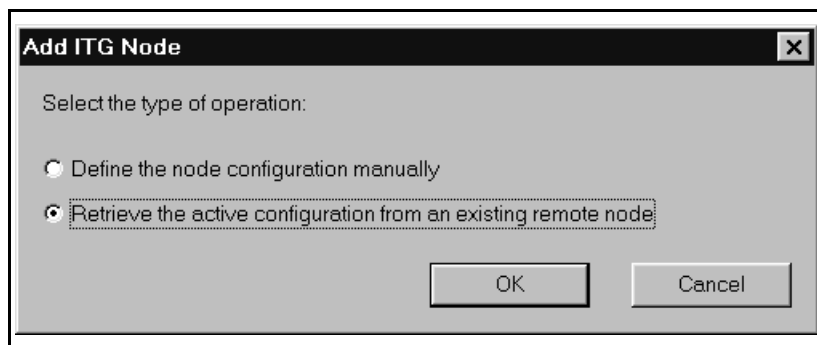 Add ITG Node
Select the type of operation:
Define the node configuration manually
Retrieve the active configuration from an existing remote node
OK Cancel